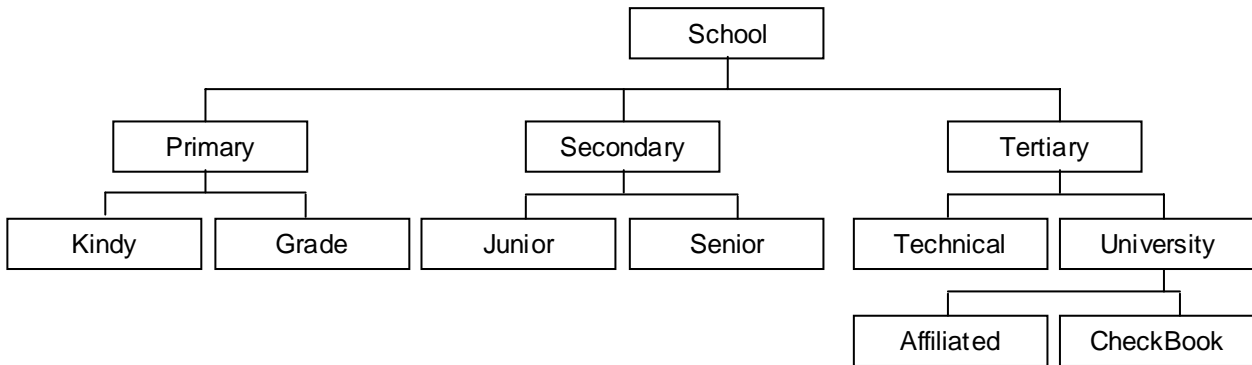 School
Primary
Secondary
Tertiary
Kindy
Grade
Junior
Senior
Technical
University
Affiliated
CheckBook